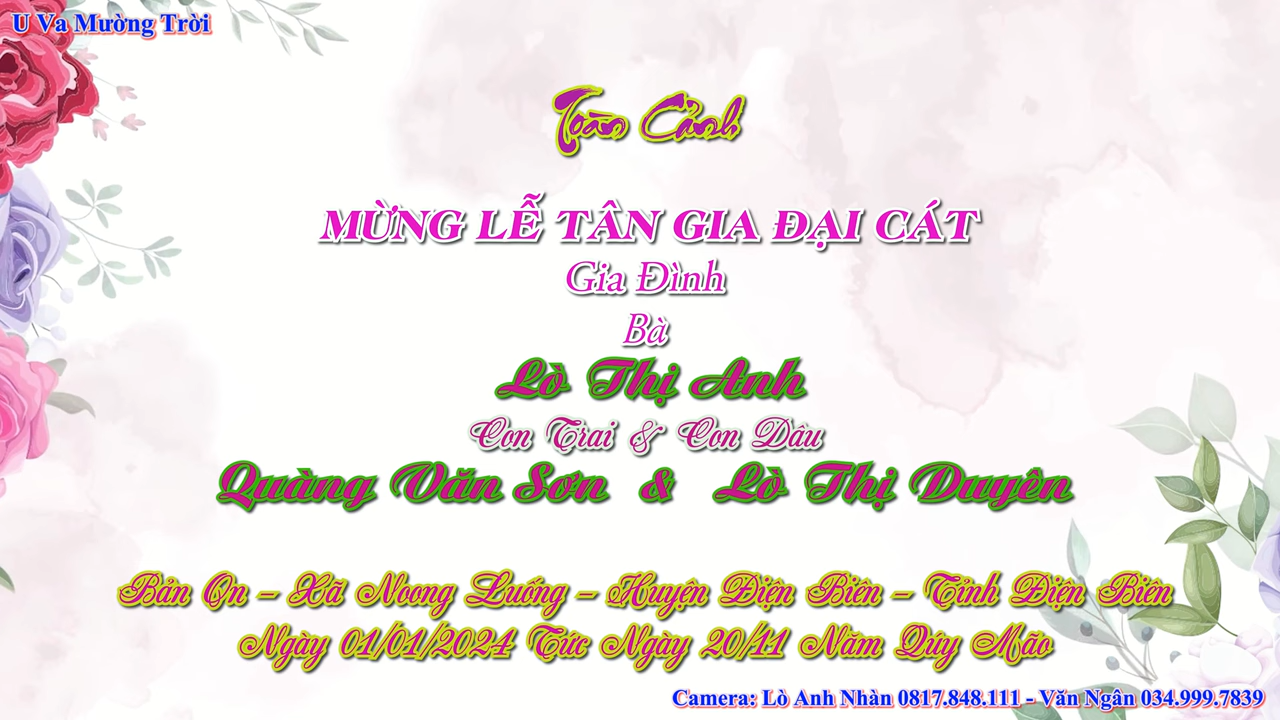 U Va Mường Trời
Toàn Cảnh
MỪNG LỄ TÂN GIA ĐẠI CÁT
Gia Đình
Bà
Lò Thị Anh
Con Trai & Con Dâu
Quàng Văn Sơn & Lò Thị Duyên
Bản On – Xã Noong Luống – Huyện Điện Biên – Tỉnh Điện Biên
Ngày 01/01/2024 Tức Ngày 20/11 Năm Qúy Mão
Camera: Lò Anh Nhàn 0817.848.111 - Văn Ngân 034.999.7839